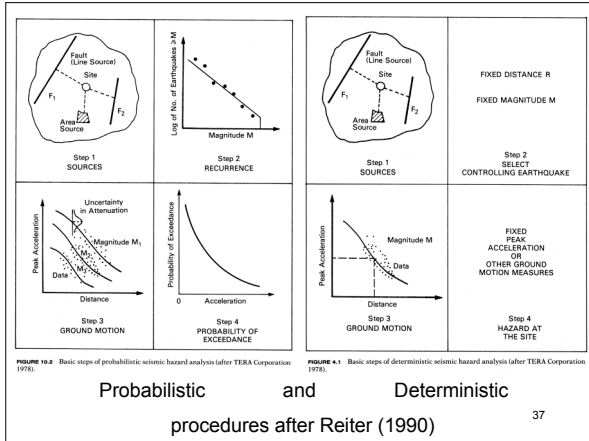 Fault
(Line Source)
Site
F1
F2
Area
Source
Step 1
SOURCES
Log of No. of Earthquakes ≥ M
Magnitude M
Step 2
RECURRENCE
Uncertainty
in Attenuation
Magnitude M1
M2
M3
Data
Peak Acceleration
Distance
Step 3
GROUND MOTION
Probability of Exceedance
0
Acceleration
Step 4
PROBABILITY OF
EXCEEDANCE
FIGURE 10.2 Basic steps of probabilistic seismic hazard analysis (after TERA Corporation
1978).
Fault
(Line Source)
Site
F1
F2
Area
Source
Step 1
SOURCES
FIXED DISTANCE R
FIXED MAGNITUDE M
Step 2
SELECT
CONTROLLING EARTHQUAKE
Peak Acceleration
Magnitude M
Data
Distance
Step 3
GROUND MOTION
FIXED
PEAK
ACCELERATION
OR
OTHER GROUND
MOTION MEASURES
Step 4
HAZARD AT
THE SITE
FIGURE 4.1 Basic steps of deterministic seismic hazard analysis (after TERA Corporation
1978).
Probabilistic and Deterministic
procedures after Reiter (1990)
37